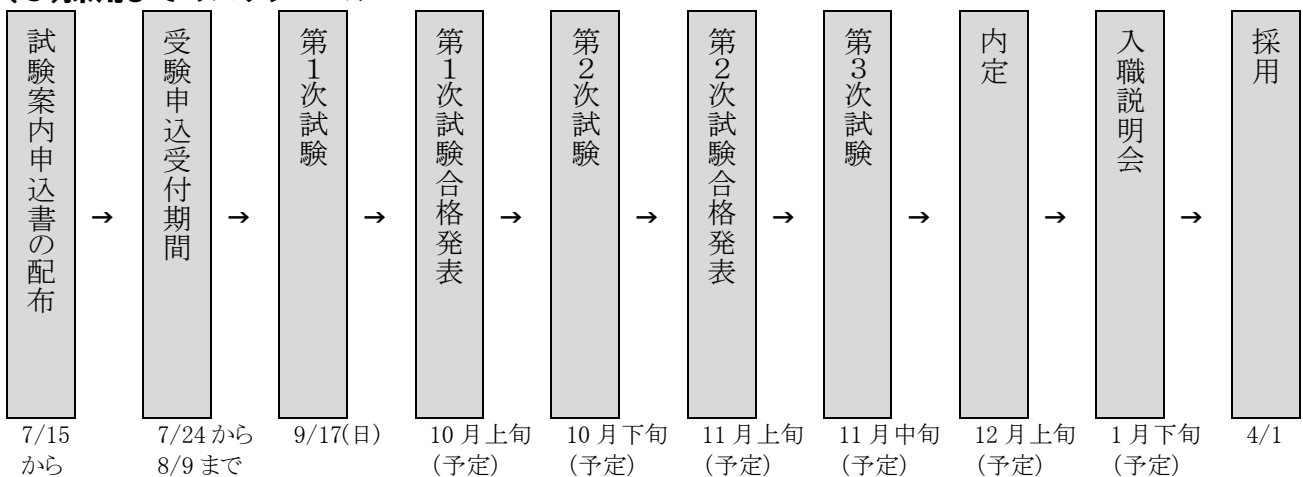 試験案内申込書の配布
→
受験申込受付期間
→
第1次試験
→
第1次試験合格発表
→
第2次試験
→
第2次試験合格発表
→
第3次試験
→
内定
→
入職説明会
→
採用
7/15
から
7/24から
8/9まで
9/17(日)
10月上旬
(予定)
10月下旬
(予定)
11月上旬
(予定)
11月中旬
(予定)
12月上旬
(予定)
1月下旬
(予定)
4/1